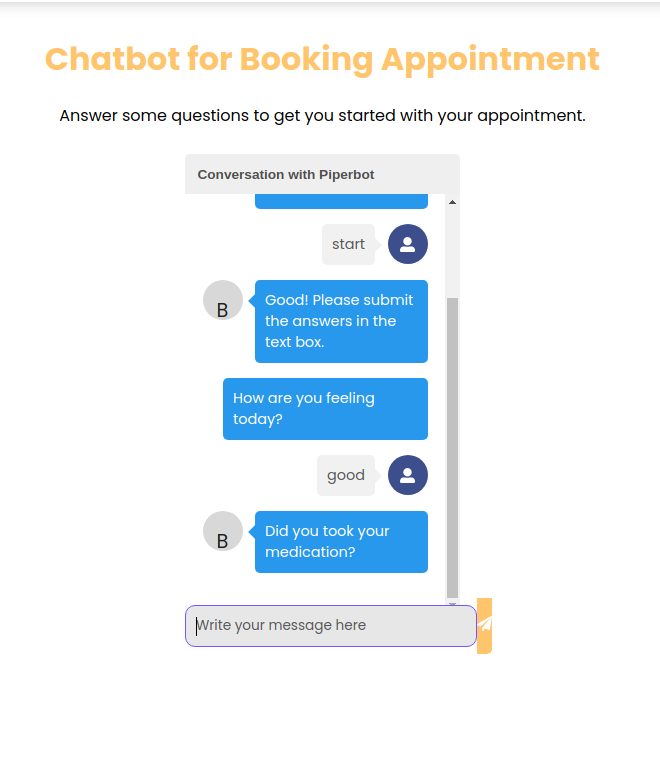 Chatbot for Booking Appointment
Answer some questions to get you started with your appointment.
Conversation with Piperbot
start
B
Good! Please submit
the answers in the
text box.
How are you feeling
today?
good
B
Did you took your
medication?
Write your message here